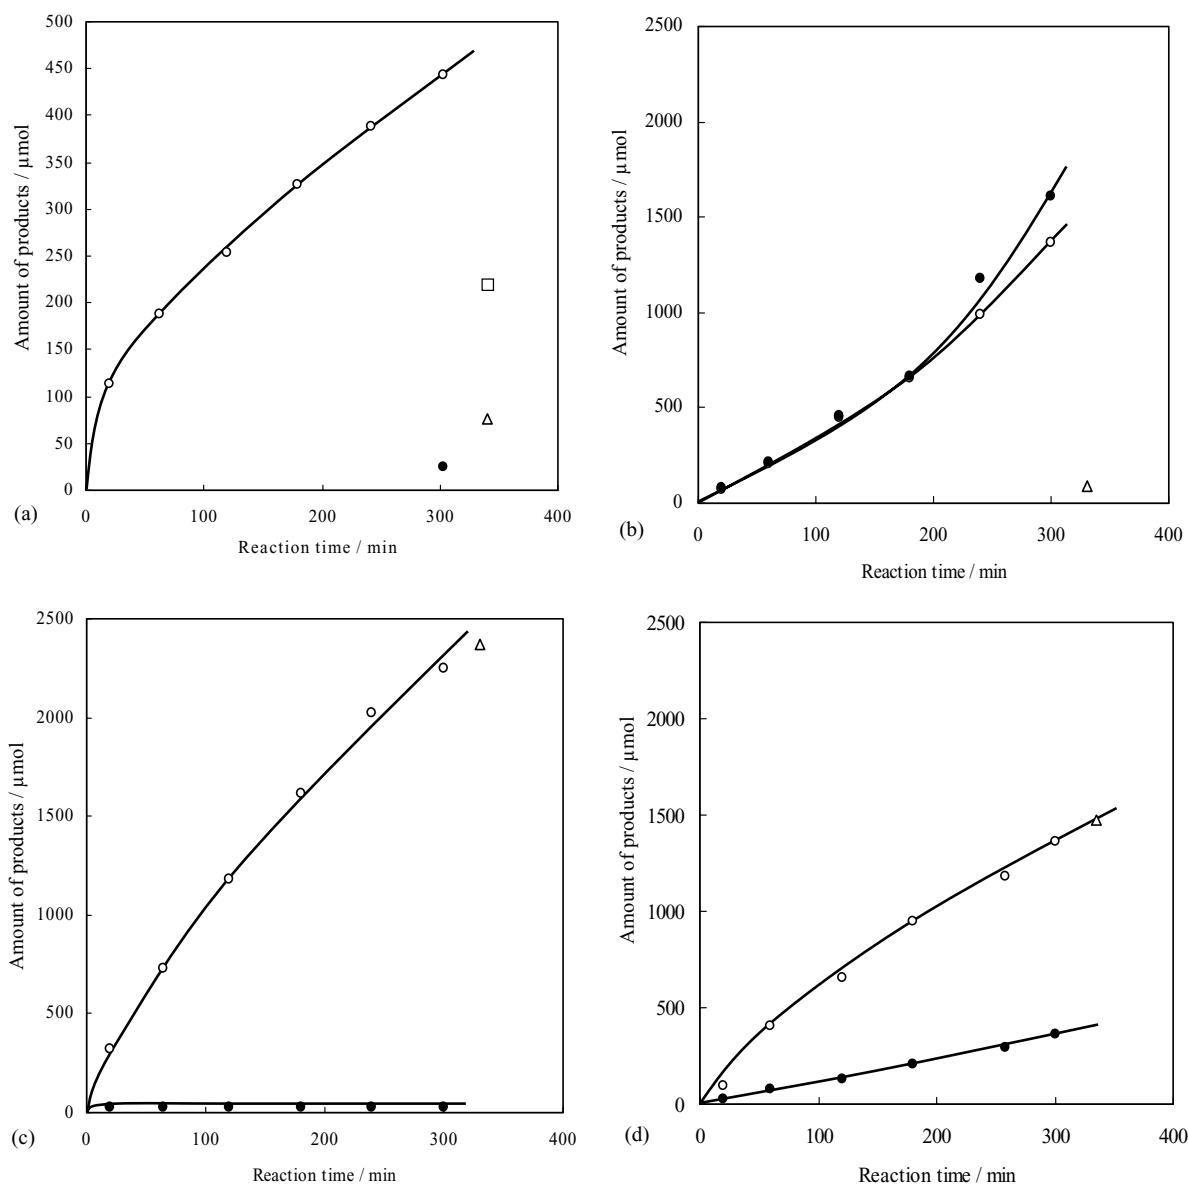 500
450
400
350
300
250
200
150
100
50
0
Amount of products / μmol
(a)
0 100 200 300 400
Reaction time / min
2500
2000
1500
1000
500
0
Amount of products / μmol
(b)
0 100 200 300 400
Reaction time / min
2500
2000
1500
1000
500
0
Amount of products / μmol
(c)
0 100 200 300 400
Reaction time / min
2500
2000
1500
1000
500
0
Amount of products / μmol
(d)
0 100 200 300 400
Reaction time / min